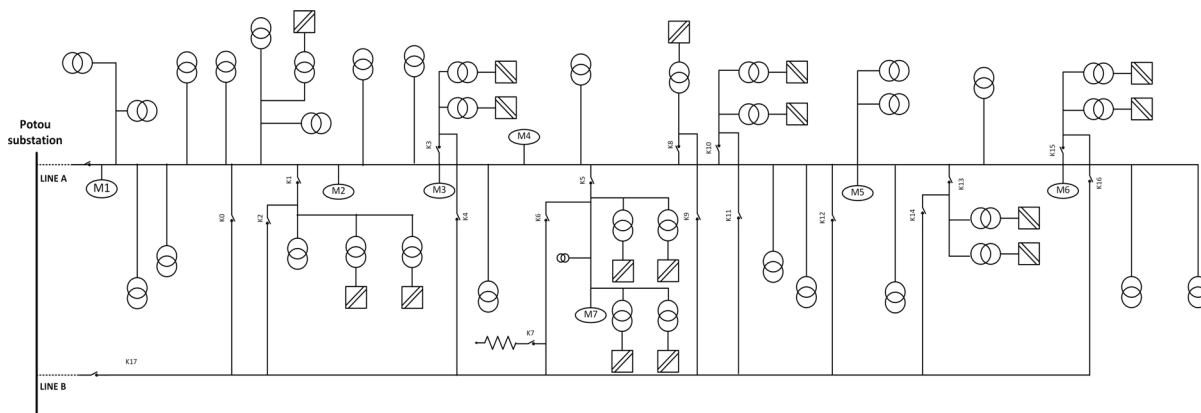 M4
K3
K8
K10
K15
Potou
substation
LINE A
M1
K1
M2
M3
K5
M5
K13
M6
K16
K0
K2
K4
K6
K9
K11
K12
K14
M7
K7
K17
LINE B